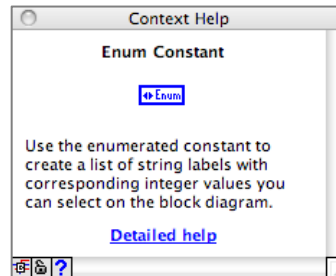 Context Help
Enum Constant
Enum
Use the enumerated constant to
create a list of string labels with
corresponding integer values you
can select on the block diagram.
Detailed help
?